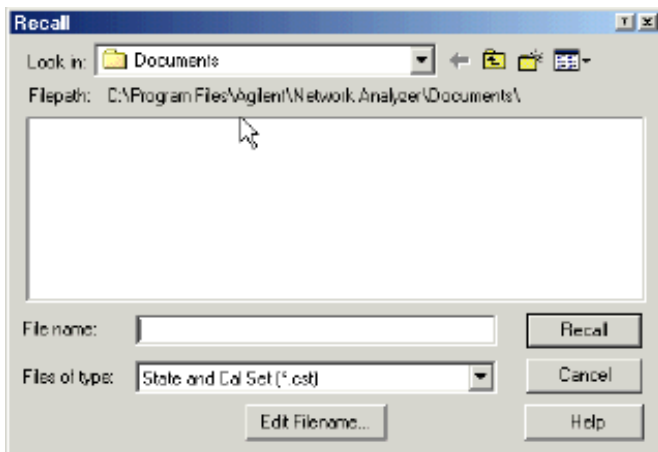 Recall
Look in: Documents
Filepath: C:\Program Files\Agilent\Network Analyzer\Documents\
File name:
Recall
Files of type: State and Cal Set (*.cst)
Cancel
Edit Filename...
Help